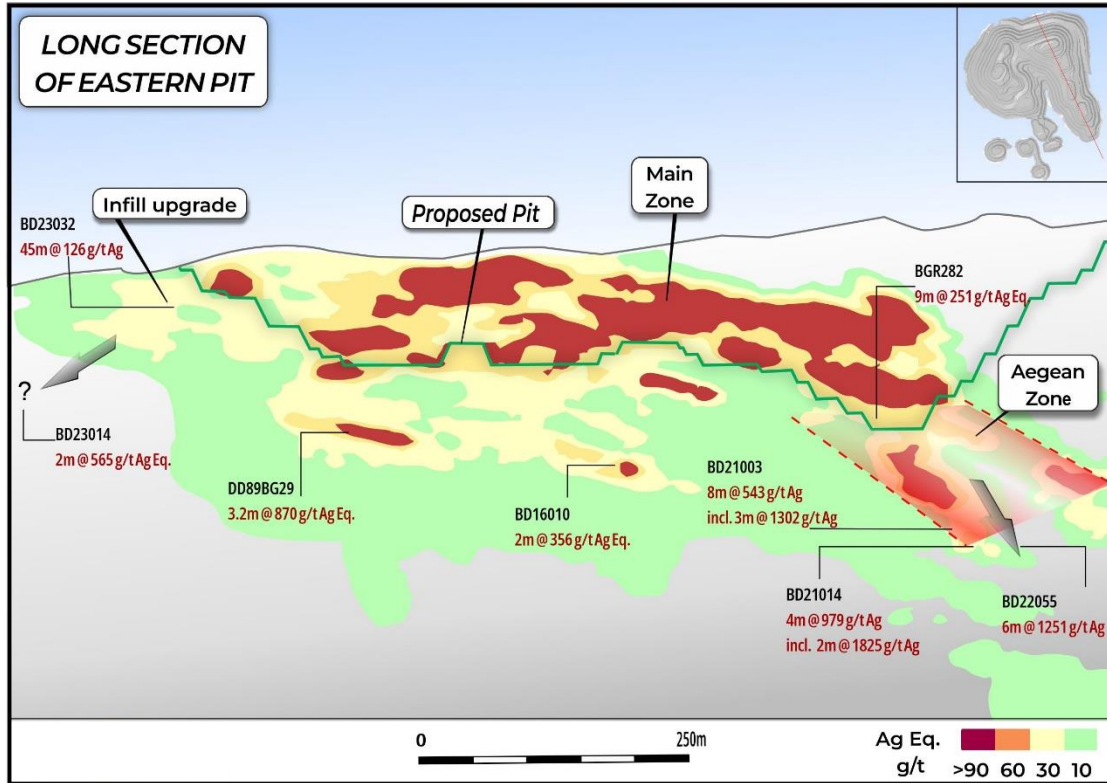 LONG SECTION
OF EASTERN PIT
Infill upgrade
Proposed Pit
Main
Zone
BD23032
45m @ 126 g/t Ag
BGR282
9m @ 251 g/t Ag Eq.
Aegean
Zone
?
BD23014
2m @ 565 g/t Ag Eq.
DD89BG29
3.2m @ 870 g/t Ag Eq.
BD16010
2m @ 356 g/t Ag Eq.
BD21003
8m @ 543 g/t Ag
incl. 3m @ 1302 g/t Ag
BD21014
4m @ 979 g/t Ag
incl. 2m @ 1825 g/t Ag
BD22055
6m @ 1251 g/t Ag
0 250m
Ag Eq.
g/t >90 60 30 10